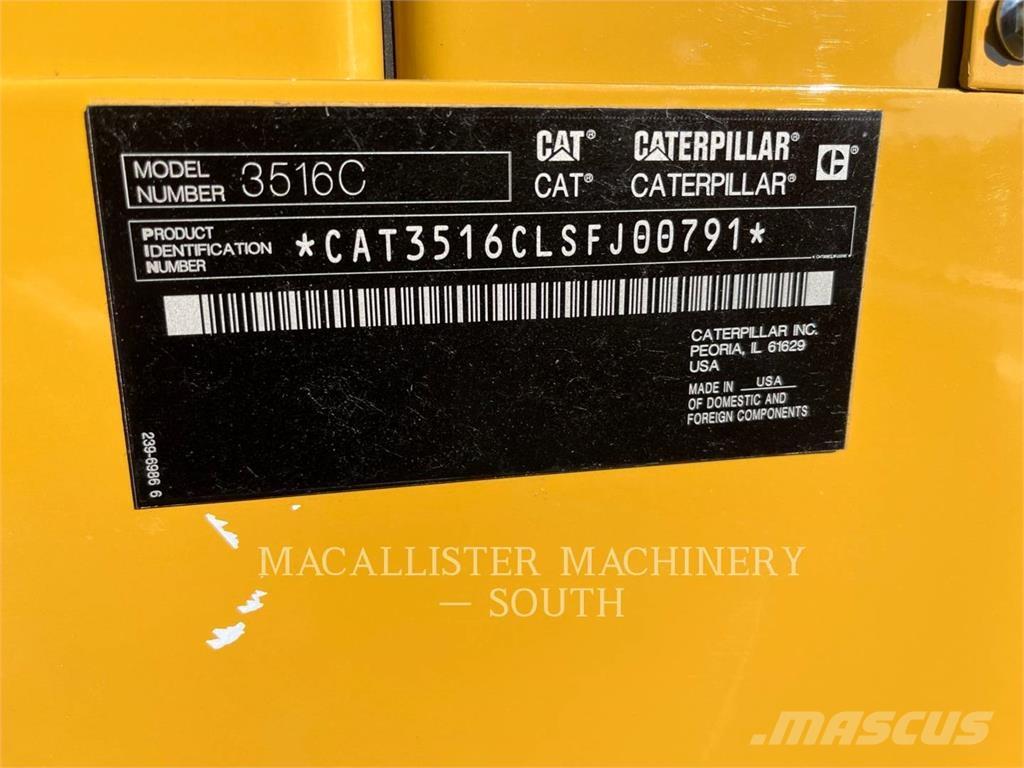 CAT® CATERPILLAR®
CAT® CATERPILLAR®
MODEL
NUMBER 3516C
PRODUCT
IDENTIFICATION
NUMBER *CAT3516CLSFJ00791*
CATERPILLAR INC.
PEORIA, IL 61629
USA
MADE IN USA
OF DOMESTIC AND
FOREIGN COMPONENTS
239-6986 6
MACALLISTER MACHINERY
— SOUTH
MASCUS